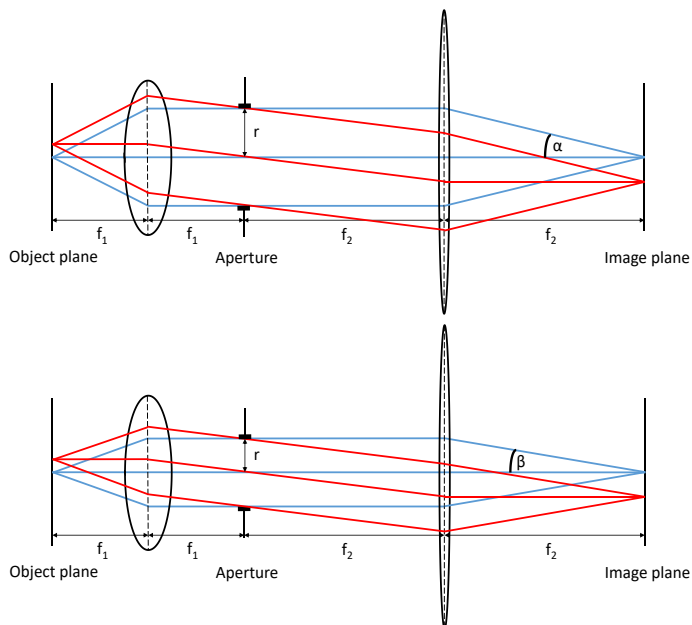 α
r
f₁ f₁ f₂ f₂
Object plane Aperture Image plane
β
r
f₁ f₁ f₂ f₂
Object plane Aperture Image plane